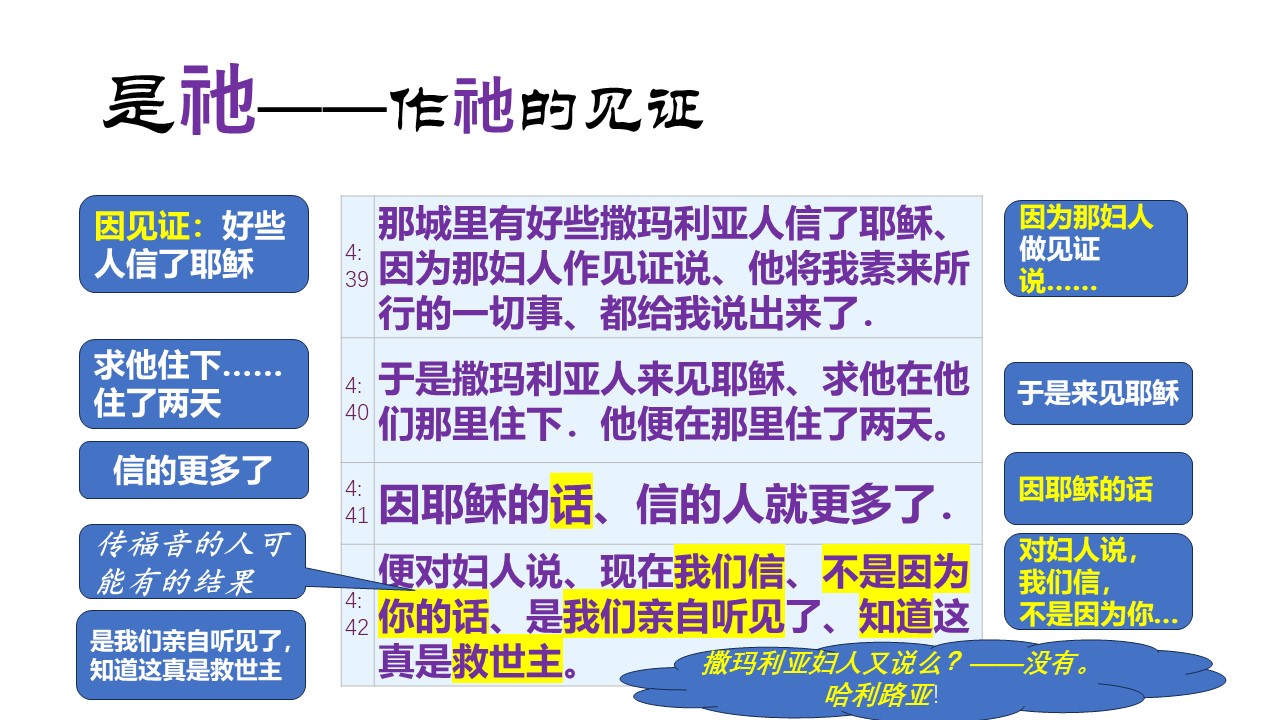 是祂——作祂的见证
因见证：好些
人信了耶稣
求他住下……
住了两天
信的更多了
传福音的人可
能有的结果
是我们亲自听见了，
知道这真是救世主
4:
39
那城里有好些撒玛利亚人信了耶稣、
因为那妇人作见证说、他将我素来所
行的一切事、都给我说出来了．
4:
40
于是撒玛利亚人来见耶稣、求他在他
们那里住下．他便在那里住了两天。
4:
41
因耶稣的话、信的人就更多了．
4:
42
便对妇人说、现在我们信、不是因为
你的话、是我们亲自听见了、知道这
真是救世主。
因为那妇人
做见证
说……
于是来见耶稣
因耶稣的话
对妇人说，
我们信，
不是因为你…
撒玛利亚妇人又说么？——没有。
哈利路亚！